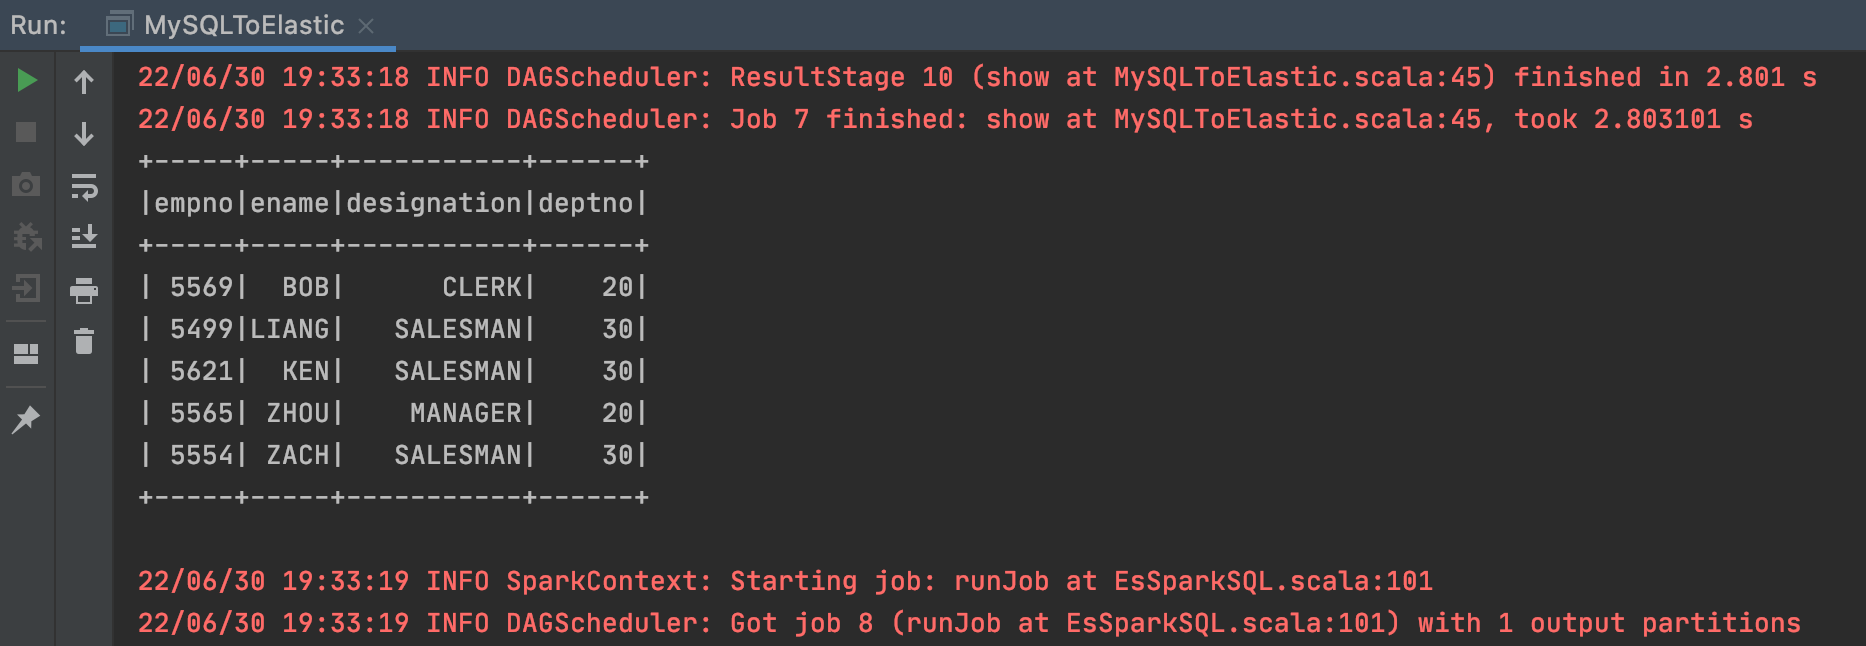 Run: MySQLToElastic
22/06/30 19:33:18 INFO DAGScheduler: ResultStage 10 (show at MySQLToElastic.scala:45) finished in 2.801 s
22/06/30 19:33:18 INFO DAGScheduler: Job 7 finished: show at MySQLToElastic.scala:45, took 2.803101 s
+-----+-----+-----------+------+
|empno|ename|designation|deptno|
+-----+-----+-----------+------+
| 5569|  BOB|      CLERK|    20|
| 5499|LIANG|   SALESMAN|    30|
| 5621|  KEN|   SALESMAN|    30|
| 5565| ZHOU|    MANAGER|    20|
| 5554| ZACH|   SALESMAN|    30|
+-----+-----+-----------+------+
22/06/30 19:33:19 INFO SparkContext: Starting job: runJob at EsSparkSQL.scala:101
22/06/30 19:33:19 INFO DAGScheduler: Got job 8 (runJob at EsSparkSQL.scala:101) with 1 output partitions